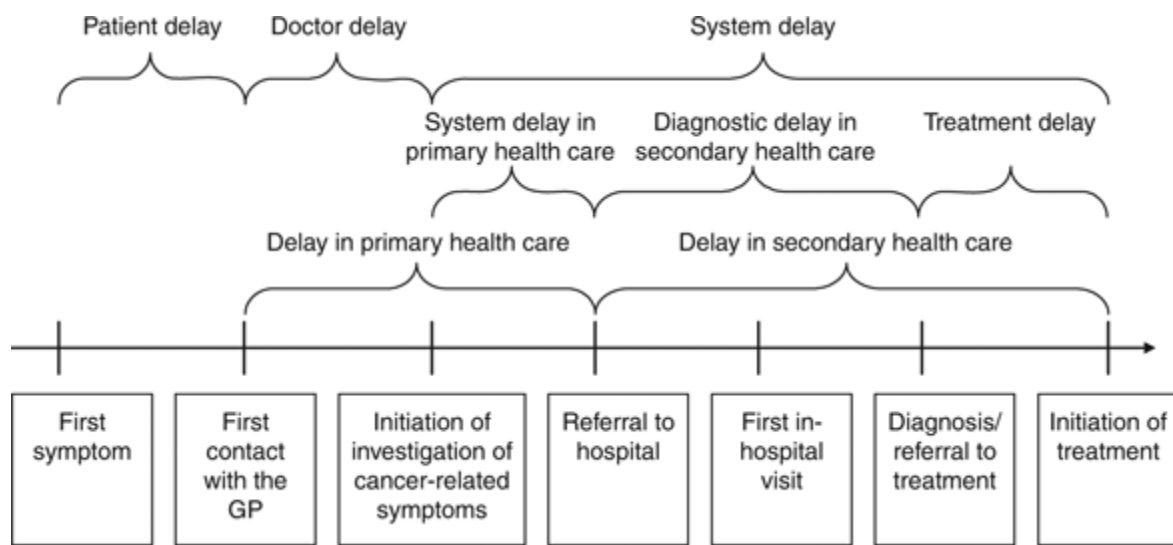 Patient delay
Doctor delay
System delay
System delay in
primary health care
Diagnostic delay in
secondary health care
Treatment delay
Delay in primary health care
Delay in secondary health care
First
symptom
First
contact
with the
GP
Initiation of
investigation of
cancer-related
symptoms
Referral to
hospital
First in-
hospital
visit
Diagnosis/
referral to
treatment
Initiation of
treatment